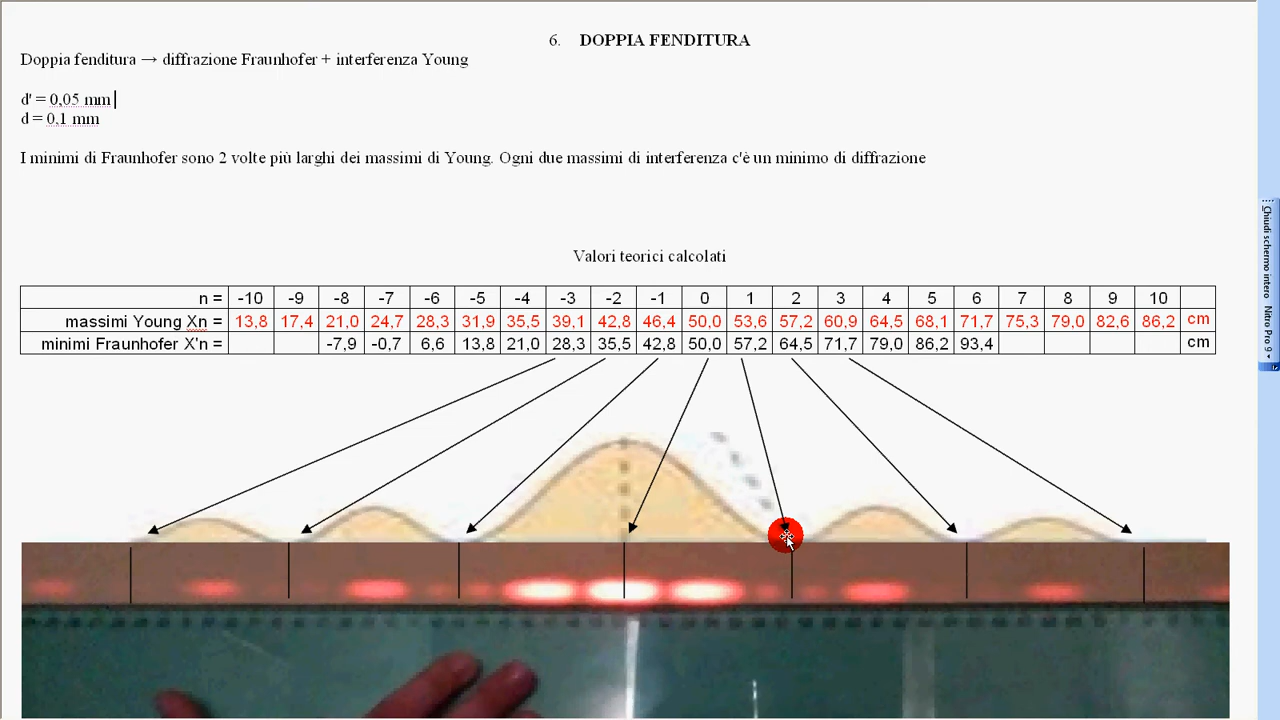 6. DOPPIA FENDITURA
Doppia fenditura → diffrazione Fraunhofer + interferenza Young
d' = 0,05 mm
d = 0,1 mm
I minimi di Fraunhofer sono 2 volte più larghi dei massimi di Young. Ogni due massimi di interferenza c'è un minimo di diffrazione
Valori teorici calcolati
n = -10 -9 -8 -7 -6 -5 -4 -3 -2 -1 0 1 2 3 4 5 6 7 8 9 10
massimi Young Xn = 13,8 17,4 21,0 24,7 28,3 31,9 35,5 39,1 42,8 46,4 50,0 53,6 57,2 60,9 64,5 68,1 71,7 75,3 79,0 82,6 86,2 cm
minimi Fraunhofer X'n = -7,9 -0,7 6,6 13,8 21,0 28,3 35,5 42,8 50,0 57,2 64,5 71,7 79,0 86,2 93,4 cm
Chiudi schermo intero Nitro Pro 9